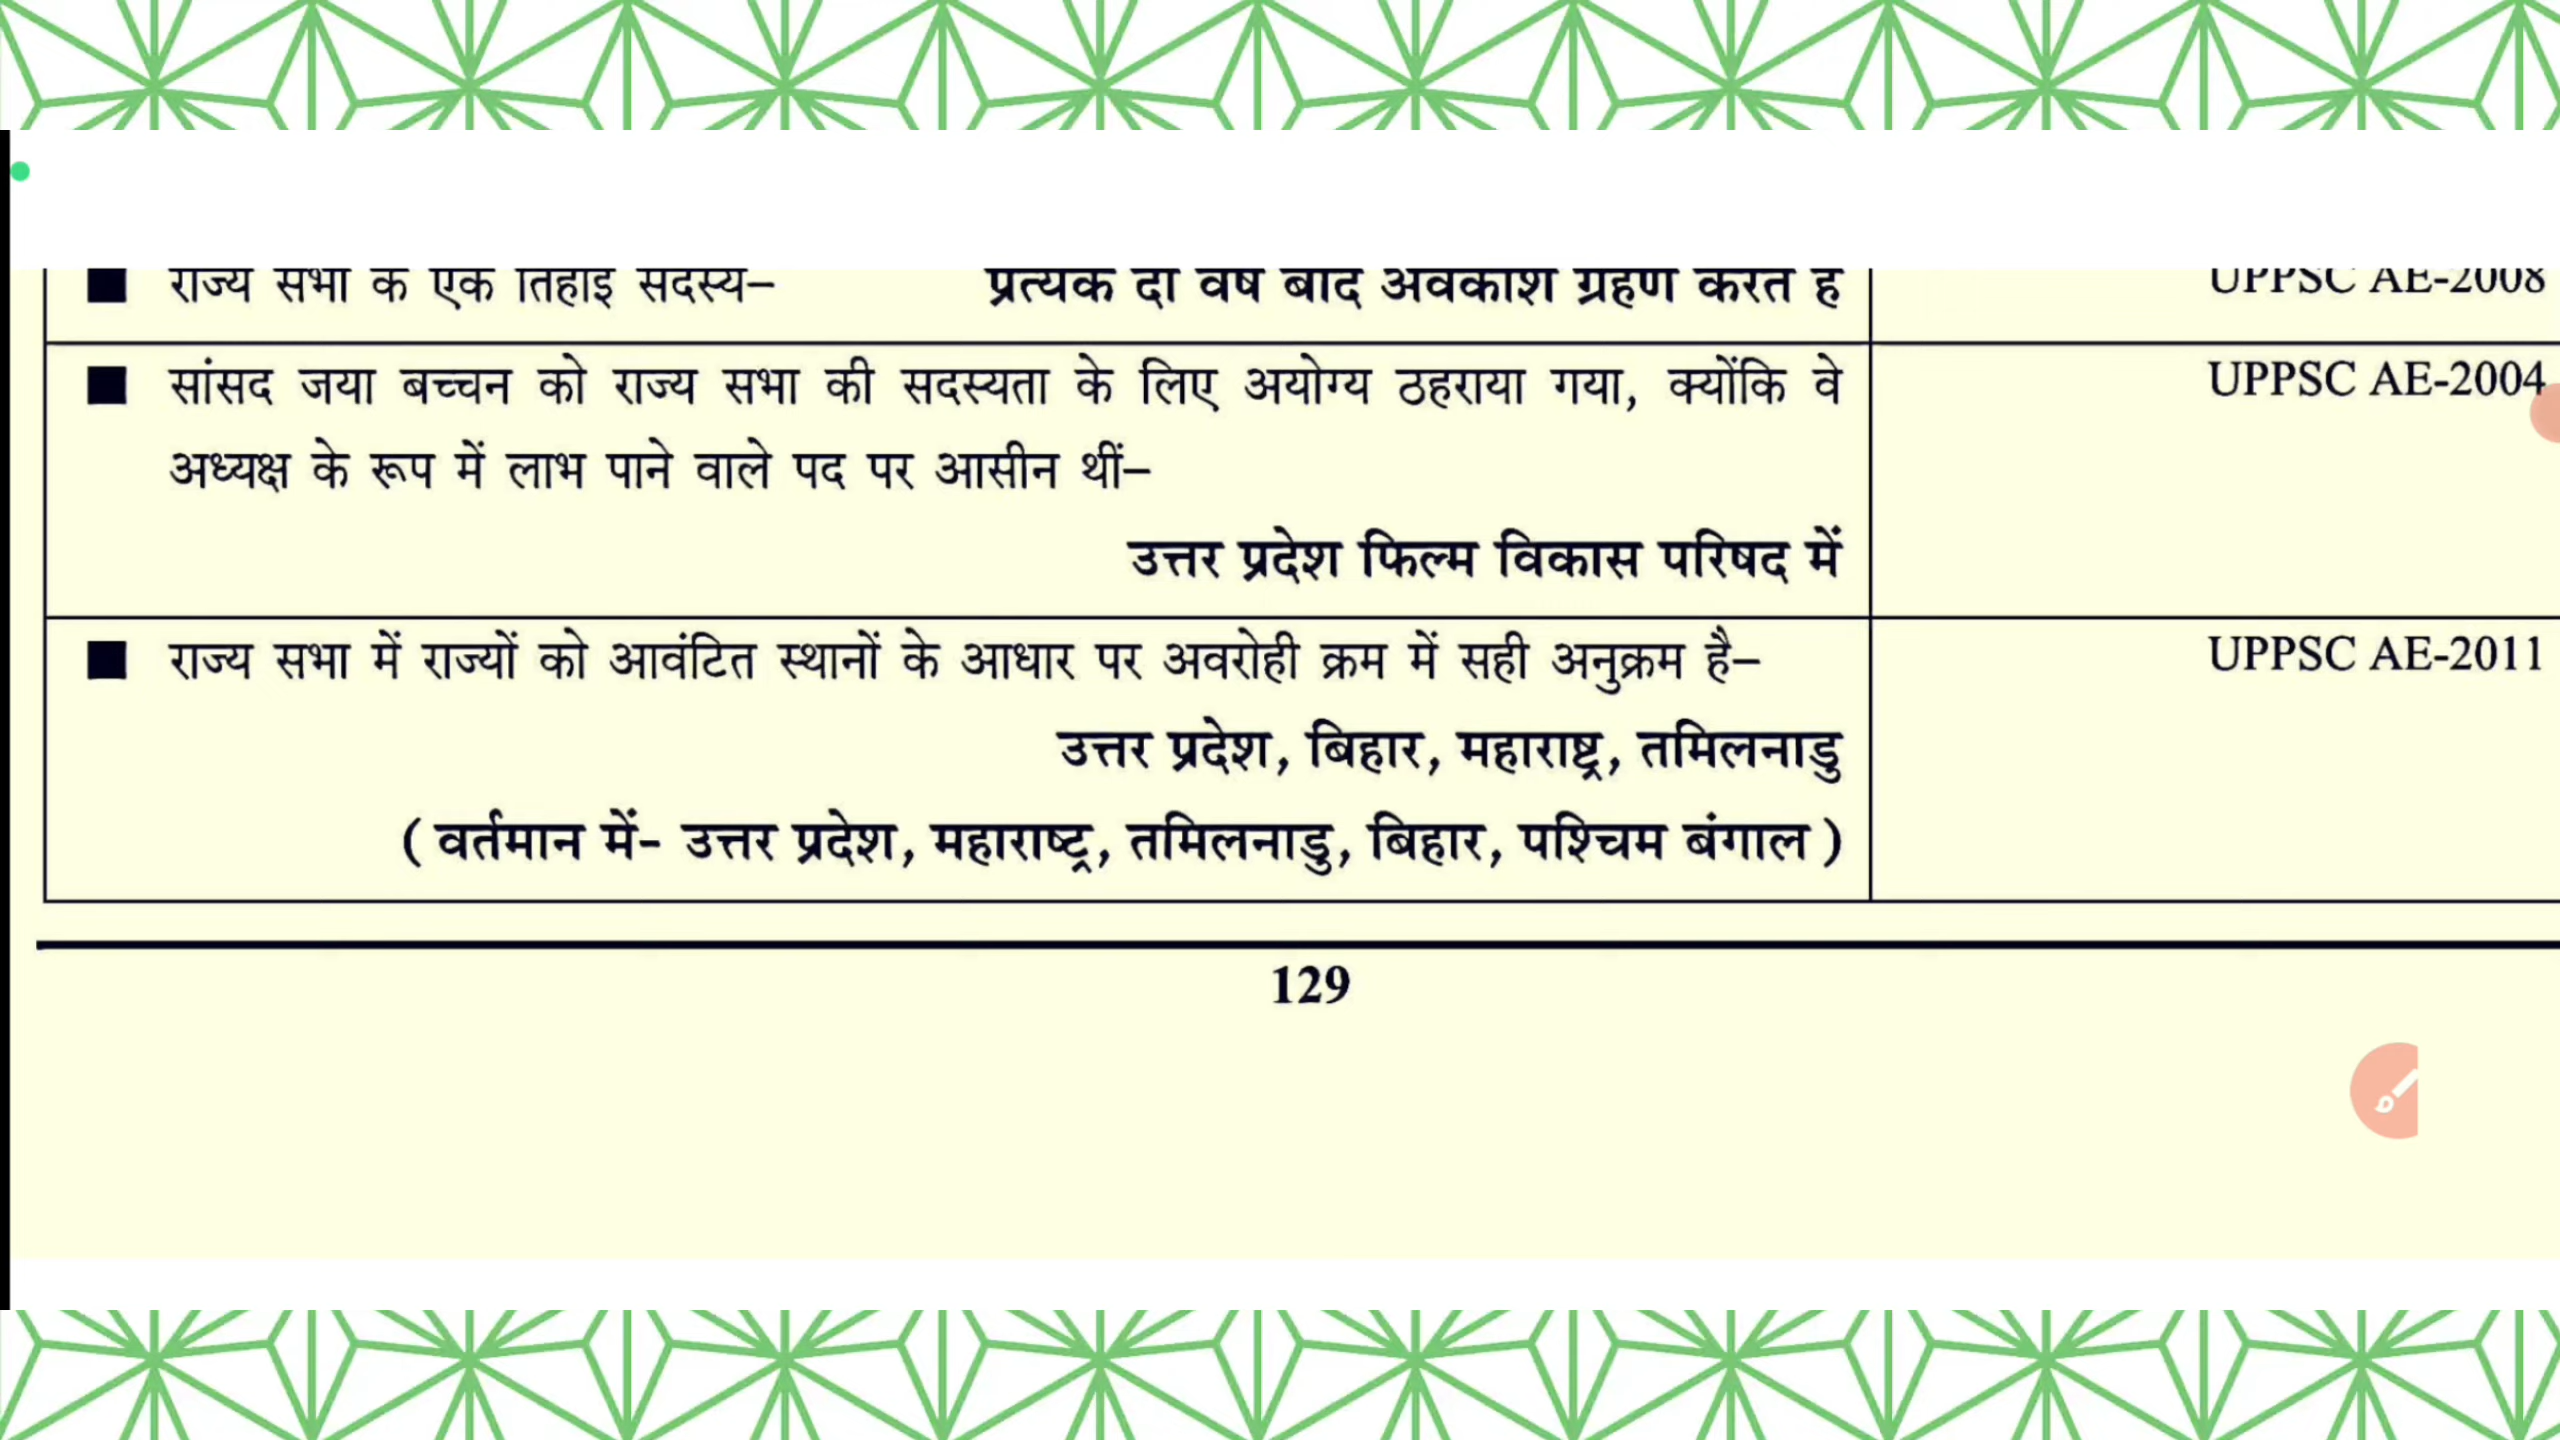 राज्य सभा के एक तिहाई सदस्य– प्रत्येक दो वर्ष बाद अवकाश ग्रहण करते हैं UPPSC AE-2008
सांसद जया बच्चन को राज्य सभा की सदस्यता के लिए अयोग्य ठहराया गया, क्योंकि वे UPPSC AE-2004
अध्यक्ष के रूप में लाभ पाने वाले पद पर आसीन थीं–
उत्तर प्रदेश फिल्म विकास परिषद में
राज्य सभा में राज्यों को आवंटित स्थानों के आधार पर अवरोही क्रम में सही अनुक्रम है– UPPSC AE-2011
उत्तर प्रदेश, बिहार, महाराष्ट्र, तमिलनाडु
( वर्तमान में- उत्तर प्रदेश, महाराष्ट्र, तमिलनाडु, बिहार, पश्चिम बंगाल )
129